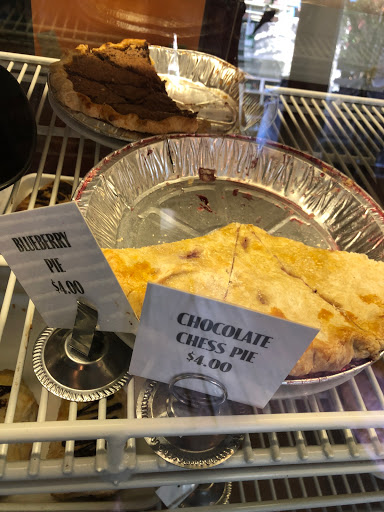 BLUEBERRY
PIE
$4.00
CHOCOLATE
CHESS PIE
$4.00